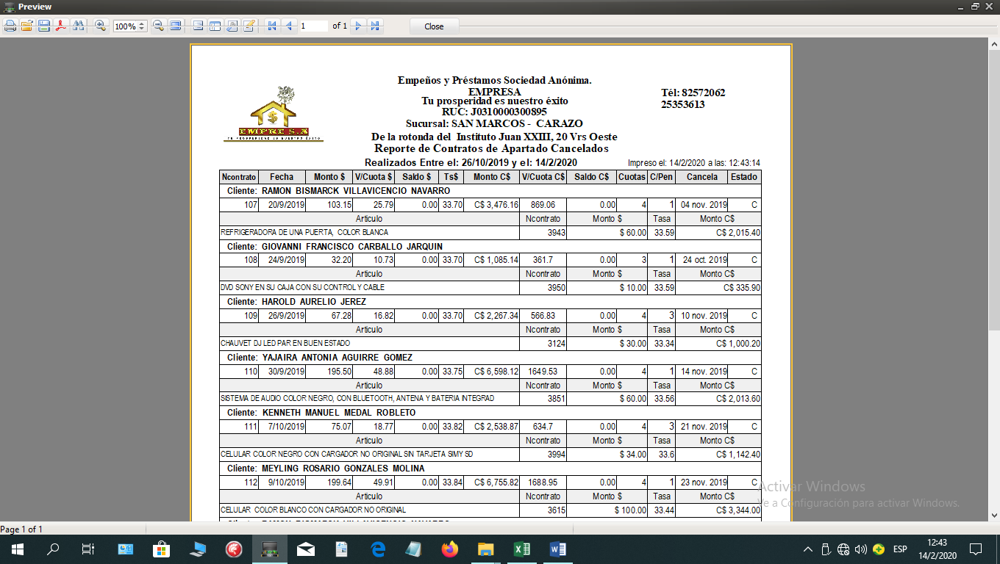 Preview
100%
1 of 1
Close
Empeños y Préstamos Sociedad Anónima.
EMPRESA
Tu prosperidad es nuestro éxito
RUC: J0310000300895
Sucursal: SAN MARCOS - CARAZO
De la rotonda del Instituto Juan XXIII, 20 Vrs Oeste
Reporte de Contratos de Apartado Cancelados
Tél: 82572062
25353613
EMPRE S.A
TU PROSPERIDAD ES NUESTRO ÉXITO
Realizados Entre el: 26/10/2019 y el: 14/2/2020 Impreso el: 14/2/2020 a las: 12:43:14
Ncontrato Fecha Monto $ V/Cuota $ Saldo $ Ts$ Monto C$ V/Cuota C$ Saldo C$ Cuotas C/Pen Cancela Estado
Cliente: RAMON BISMARCK VILLAVICENCIO NAVARRO
107 20/9/2019 103.15 25.79 0.00 33.70 C$ 3,476.16 869.06 0.00 4 1 04 nov. 2019 C
Artículo Ncontrato Monto $ Tasa Monto C$
REFRIGERADORA DE UNA PUERTA, COLOR BLANCA 3943 $ 60.00 33.59 C$ 2,015.40
Cliente: GIOVANNI FRANCISCO CARBALLO JARQUIN
108 24/9/2019 32.20 10.73 0.00 33.70 C$ 1,085.14 361.7 0.00 3 1 24 oct. 2019 C
Artículo Ncontrato Monto $ Tasa Monto C$
DVD SONY EN SU CAJA CON SU CONTROL Y CABLE 3950 $ 10.00 33.59 C$ 335.90
Cliente: HAROLD AURELIO JEREZ
109 26/9/2019 67.28 16.82 0.00 33.70 C$ 2,267.34 566.83 0.00 4 3 10 nov. 2019 C
Artículo Ncontrato Monto $ Tasa Monto C$
CHAUVET DJ LED PAR EN BUEN ESTADO 3124 $ 30.00 33.34 C$ 1,000.20
Cliente: YAJAIRA ANTONIA AGUIRRE GOMEZ
110 30/9/2019 195.50 48.88 0.00 33.75 C$ 6,598.12 1649.53 0.00 4 1 14 nov. 2019 C
Artículo Ncontrato Monto $ Tasa Monto C$
SISTEMA DE AUDIO COLOR NEGRO, CON BLUETOOTH, ANTENA Y BATERIA INTEGRAD 3851 $ 60.00 33.56 C$ 2,013.60
Cliente: KENNETH MANUEL MEDAL ROBLETO
111 7/10/2019 75.07 18.77 0.00 33.82 C$ 2,538.87 634.7 0.00 4 3 21 nov. 2019 C
Artículo Ncontrato Monto $ Tasa Monto C$
CELULAR COLOR NEGRO CON CARGADOR NO ORIGINAL SIN TARJETA SIM Y SD 3994 $ 34.00 33.6 C$ 1,142.40
Cliente: MEYLING ROSARIO GONZALES MOLINA
112 9/10/2019 199.64 49.91 0.00 33.84 C$ 6,755.82 1688.95 0.00 4 1 23 nov. 2019 C
Artículo Ncontrato Monto $ Tasa Monto C$
CELULAR COLOR BLANCO CON CARGADOR NO ORIGINAL 3615 $ 100.00 33.44 C$ 3,344.00
Activar Windows
Ve a Configuración para activar Windows.
Page 1 of 1
ESP
12:43
14/2/2020